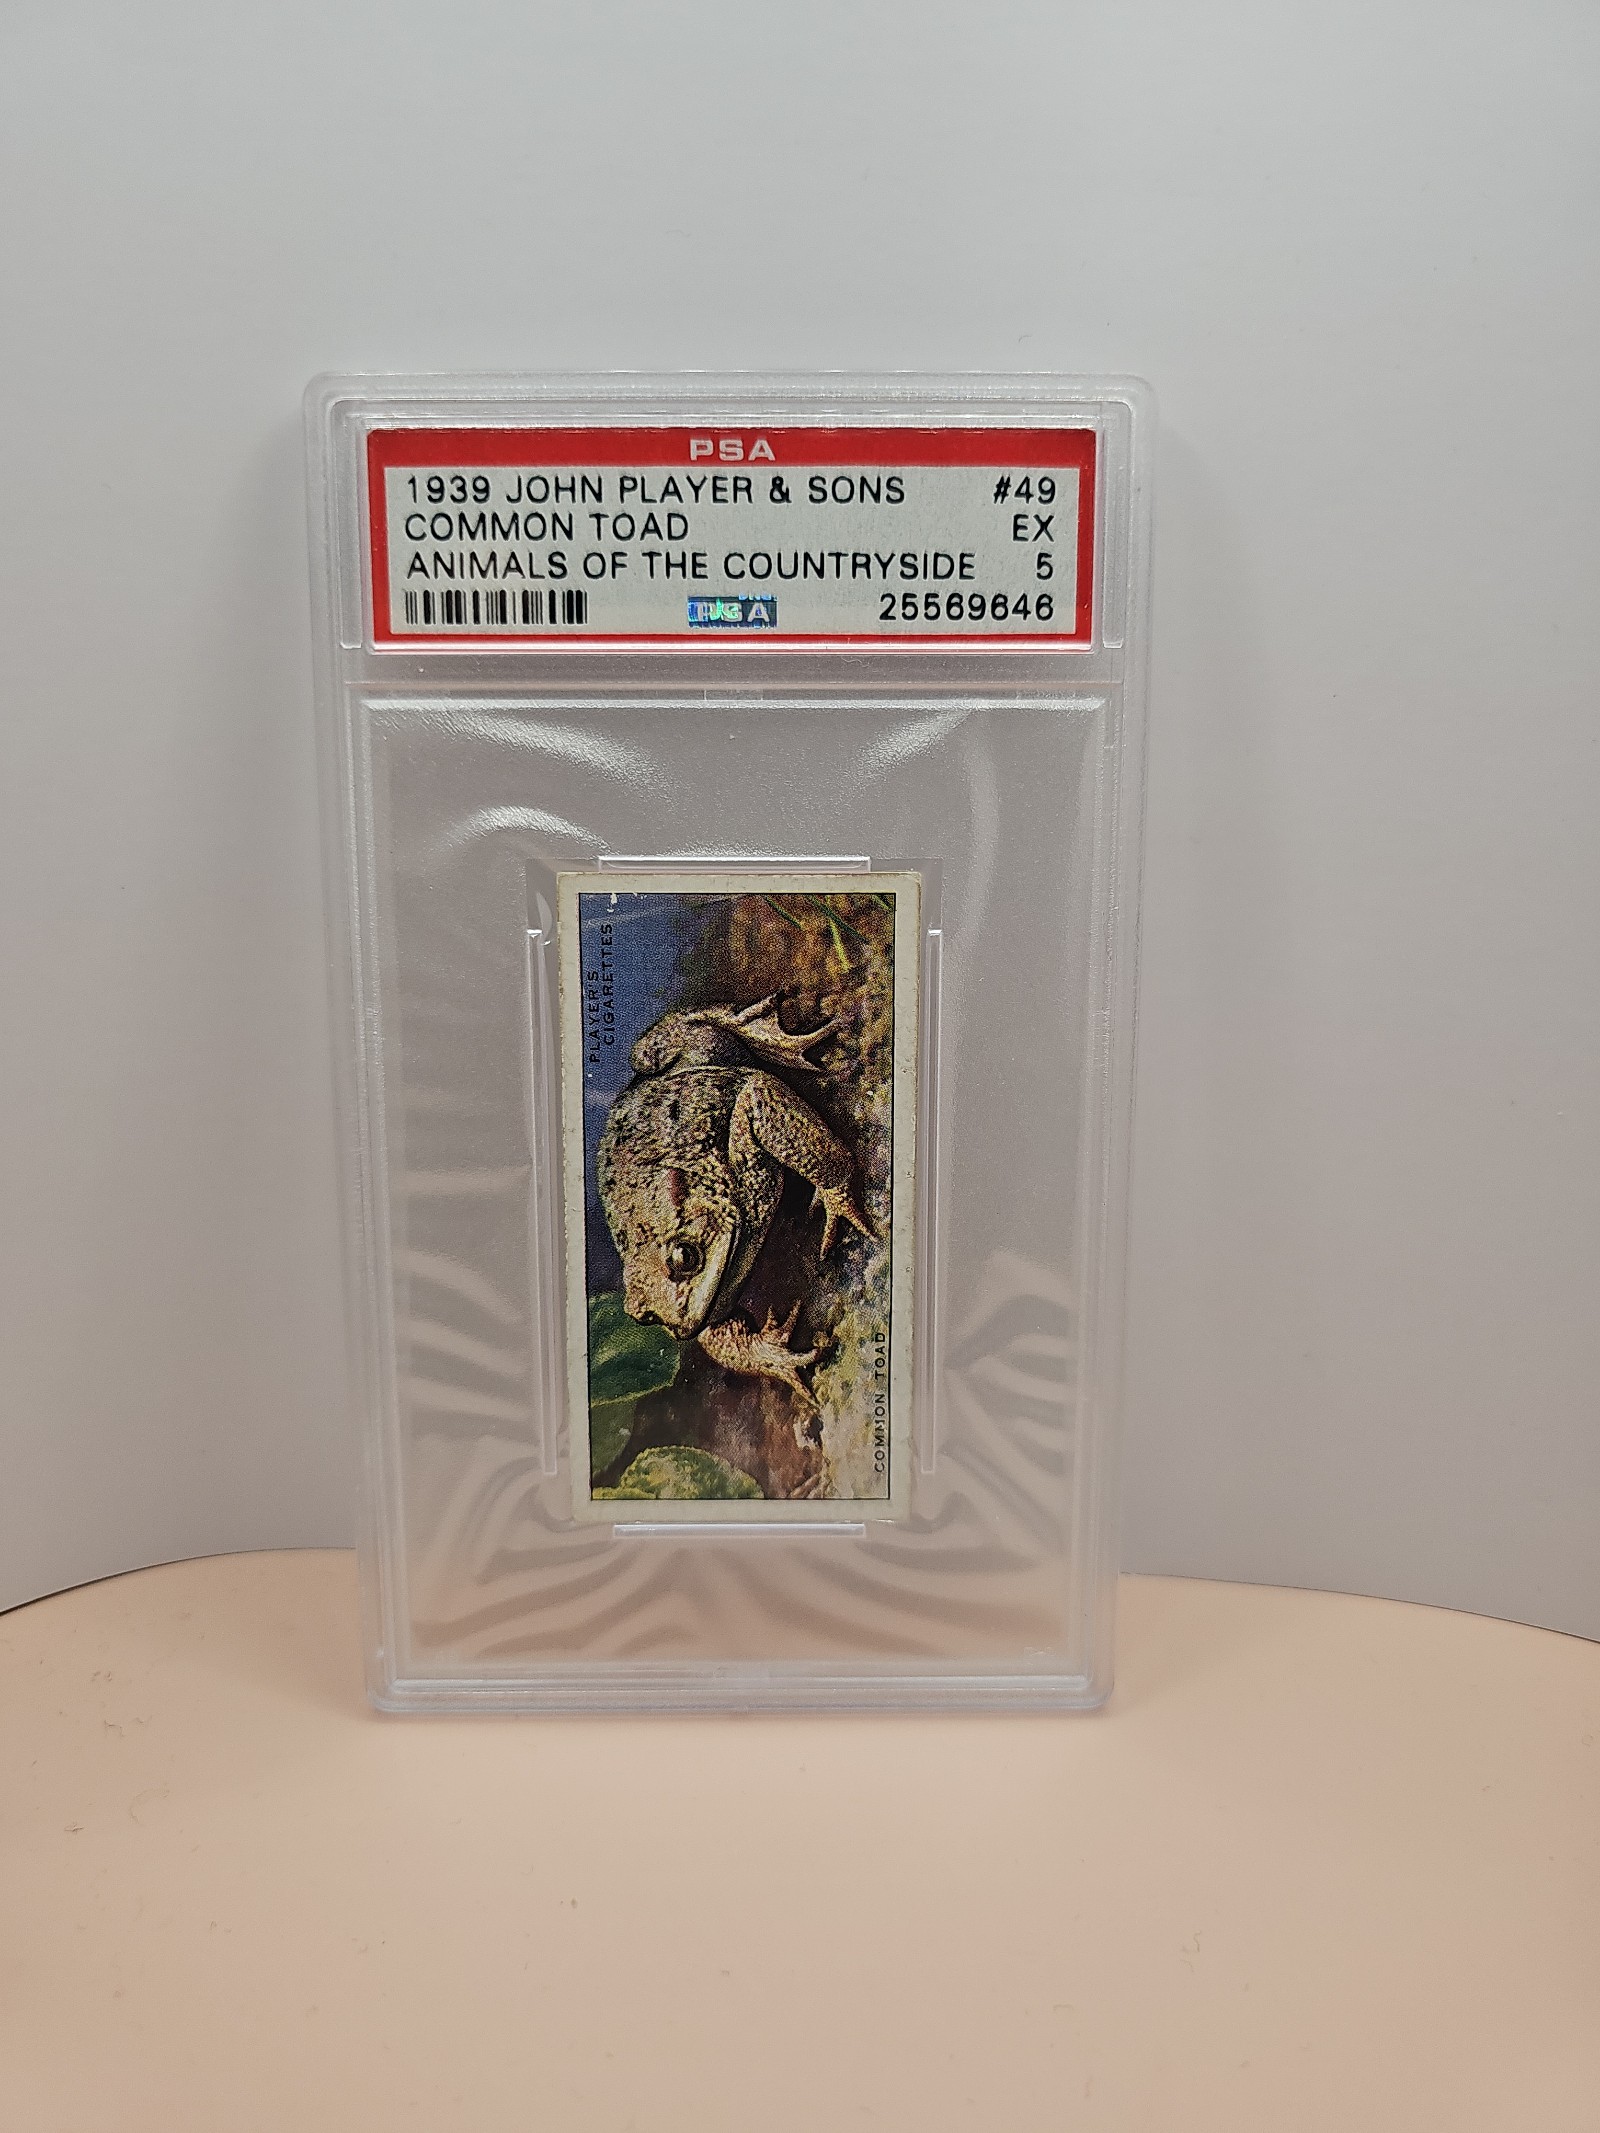 PSA
1939 JOHN PLAYER & SONS #49
COMMON TOAD EX
ANIMALS OF THE COUNTRYSIDE 5
PSA 25569646
PLAYER'S
CIGARETTES
COMMON TOAD